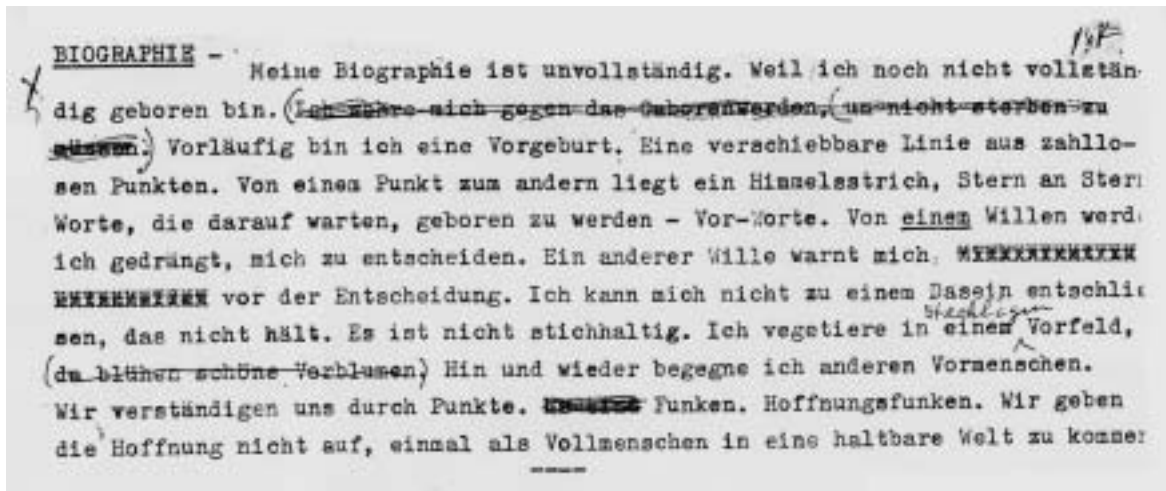 BIOGRAPHIE -
Meine Biographie ist unvollständig. Weil ich noch nicht vollstän-
dig geboren bin. (Ich wehre mich gegen das Geborenwerden, (um nicht sterben zu
müssen.) Vorläufig bin ich eine Vorgeburt. Eine verschiebbare Linie aus zahllo-
sen Punkten. Von einem Punkt zum andern liegt ein Himmelsstrich, Stern an Stern
Worte, die darauf warten, geboren zu werden - Vor-Worte. Von einem Willen werd
ich gedrängt, mich zu entscheiden. Ein anderer Wille warnt mich
vor der Entscheidung. Ich kann mich nicht zu einem Dasein entschlie
sen, das nicht hält. Es ist nicht stichhaltig. Ich vegetiere in einem Vorfeld,
(da blühen schöne Vorblumen) Hin und wieder begegne ich anderen Vormenschen.
Wir verständigen uns durch Punkte. Funken. Hoffnungsfunken. Wir geben
die Hoffnung nicht auf, einmal als Vollmenschen in eine haltbare Welt zu kommen